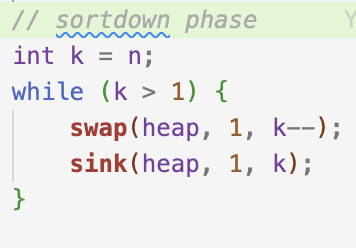 // sortdown phase
int k = n;
while (k > 1) {
    swap(heap, 1, k--);
    sink(heap, 1, k);
}